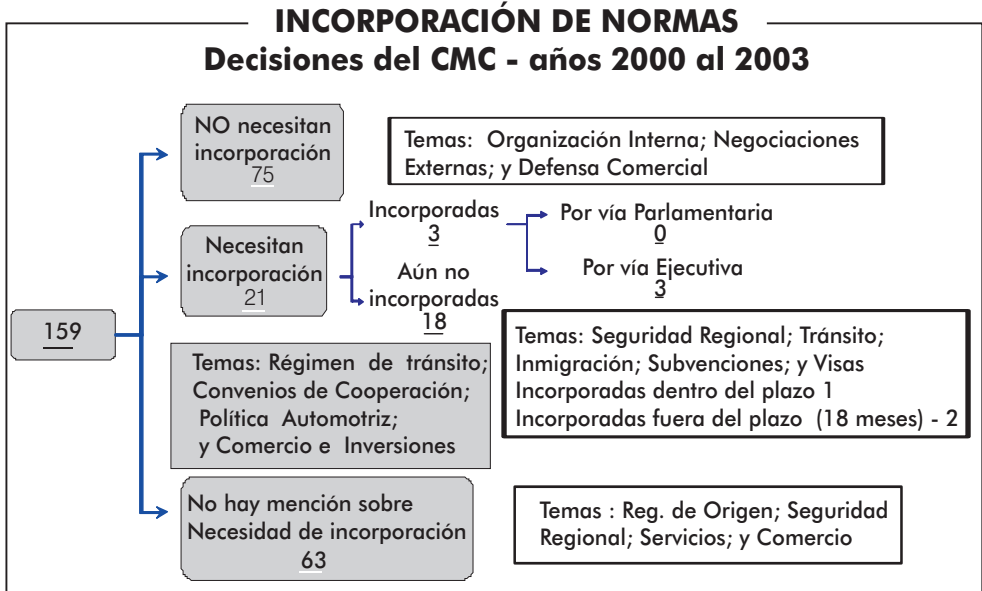 INCORPORACIÓN DE NORMAS
Decisiones del CMC - años 2000 al 2003
159
NO necesitan
incorporación
75
Temas: Organización Interna; Negociaciones
Externas; y Defensa Comercial
Necesitan
incorporación
21
Incorporadas
3
Por vía Parlamentaria
0
Por vía Ejecutiva
3
Aún no
incorporadas
18
Temas: Régimen de tránsito;
Convenios de Cooperación;
Política Automotriz;
y Comercio e Inversiones
Temas: Seguridad Regional; Tránsito;
Inmigración; Subvenciones; y Visas
Incorporadas dentro del plazo 1
Incorporadas fuera del plazo (18 meses) - 2
No hay mención sobre
Necesidad de incorporación
63
Temas : Reg. de Origen; Seguridad
Regional; Servicios; y Comercio